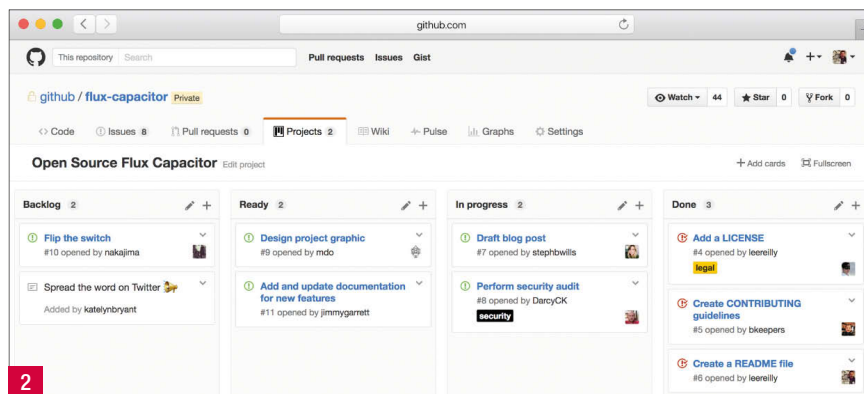 github.com
This repository Search Pull requests Issues Gist
github / flux-capacitor Private
Watch 44 Star 0 Fork 0
Code Issues 8 Pull requests 0 Projects 2 Wiki Pulse Graphs Settings
Open Source Flux Capacitor Edit project
+ Add cards Fullscreen
Backlog 2
Flip the switch
#10 opened by nakajima
Spread the word on Twitter
Added by katelynbryant
Ready 2
Design project graphic
#9 opened by mdo
Add and update documentation
for new features
#11 opened by jimmygarrett
In progress 2
Draft blog post
#7 opened by stephbwills
Perform security audit
#8 opened by DarcyCK
security
Done 3
Add a LICENSE
#4 opened by leereilly
legal
Create CONTRIBUTING
guidelines
#5 opened by bkeepers
Create a README file
#6 opened by leereilly
2